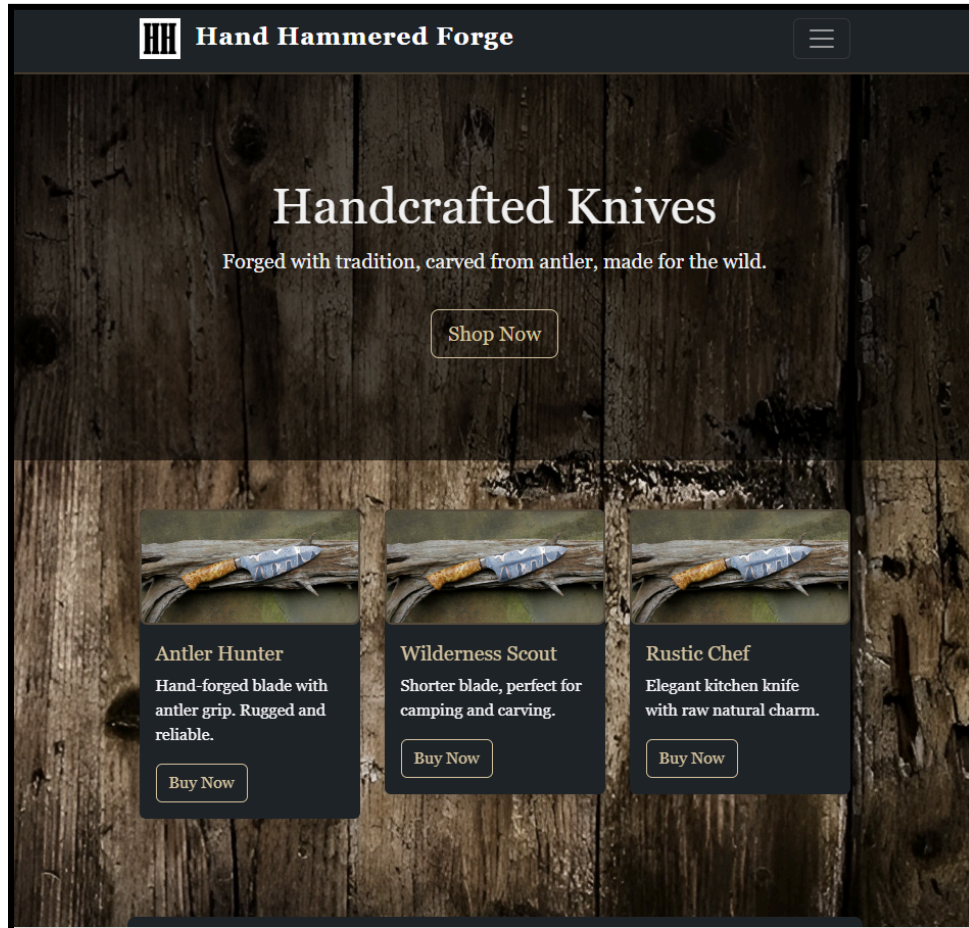 HH Hand Hammered Forge
Handcrafted Knives
Forged with tradition, carved from antler, made for the wild.
Shop Now
Antler Hunter
Hand-forged blade with
antler grip. Rugged and
reliable.
Buy Now
Wilderness Scout
Shorter blade, perfect for
camping and carving.
Buy Now
Rustic Chef
Elegant kitchen knife
with raw natural charm.
Buy Now